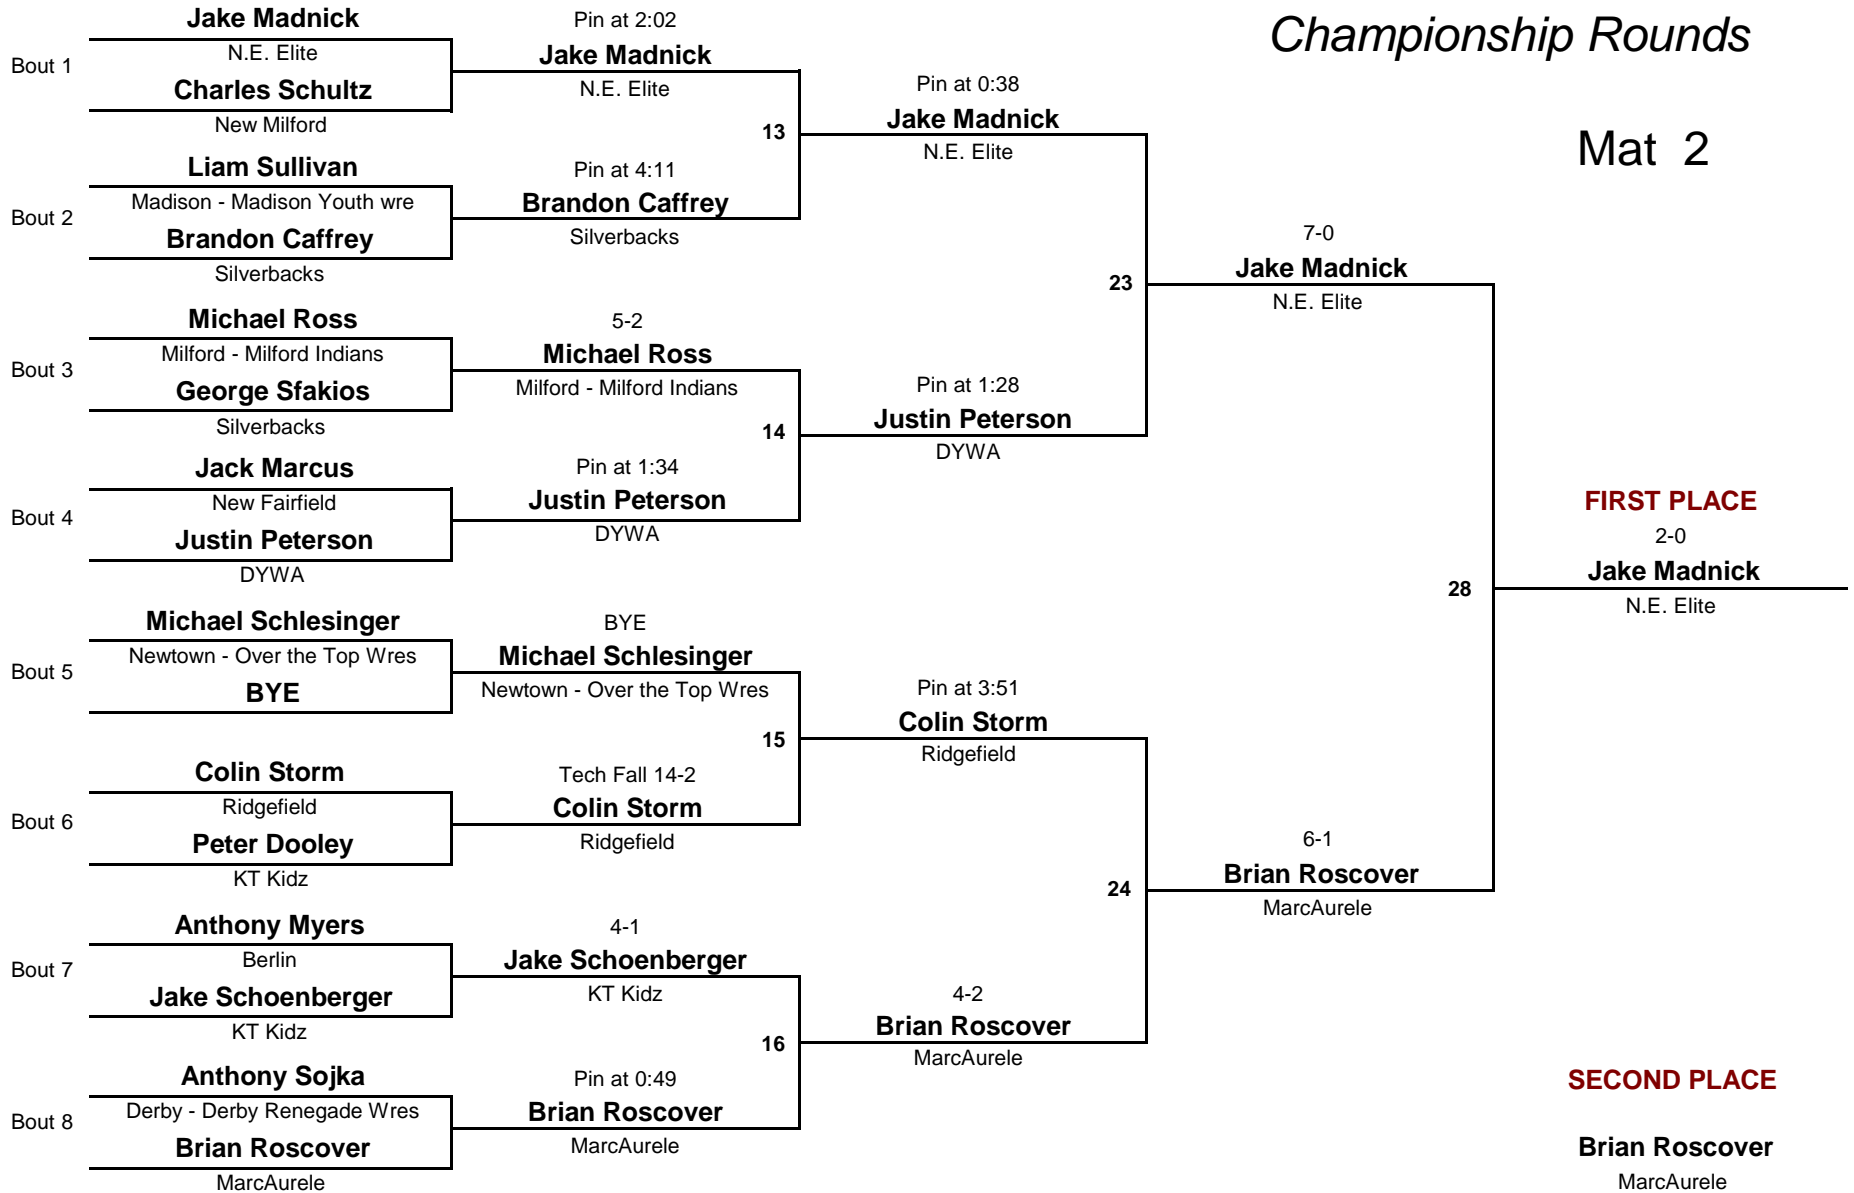 Championship Rounds
Mat 2
Bout 1
Jake Madnick
N.E. Elite
Charles Schultz
New Milford
Bout 2
Liam Sullivan
Madison - Madison Youth wre
Brandon Caffrey
Silverbacks
Bout 3
Michael Ross
Milford - Milford Indians
George Sfakios
Silverbacks
Bout 4
Jack Marcus
New Fairfield
Justin Peterson
DYWA
Bout 5
Michael Schlesinger
Newtown - Over the Top Wres
BYE
Bout 6
Colin Storm
Ridgefield
Peter Dooley
KT Kidz
Bout 7
Anthony Myers
Berlin
Jake Schoenberger
KT Kidz
Bout 8
Anthony Sojka
Derby - Derby Renegade Wres
Brian Roscover
MarcAurele
Pin at 2:02
Jake Madnick
N.E. Elite
13
Pin at 4:11
Brandon Caffrey
Silverbacks
5-2
Michael Ross
Milford - Milford Indians
14
Pin at 1:34
Justin Peterson
DYWA
BYE
Michael Schlesinger
Newtown - Over the Top Wres
15
Tech Fall 14-2
Colin Storm
Ridgefield
4-1
Jake Schoenberger
KT Kidz
16
Pin at 0:49
Brian Roscover
MarcAurele
Pin at 0:38
Jake Madnick
N.E. Elite
23
Pin at 1:28
Justin Peterson
DYWA
Pin at 3:51
Colin Storm
Ridgefield
24
4-2
Brian Roscover
MarcAurele
7-0
Jake Madnick
N.E. Elite
28
6-1
Brian Roscover
MarcAurele
FIRST PLACE
2-0
Jake Madnick
N.E. Elite
SECOND PLACE
Brian Roscover
MarcAurele